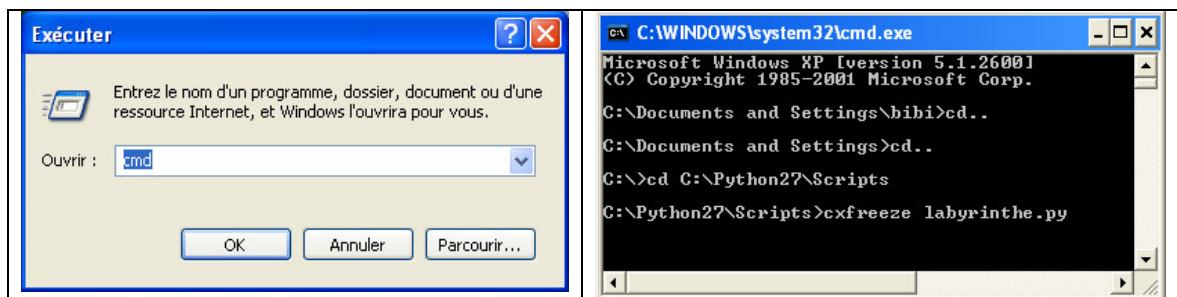 Exécuter
Entrez le nom d'un programme, dossier, document ou d'une
ressource Internet, et Windows l'ouvrira pour vous.
Ouvrir :
cmd
OK
Annuler
Parcourir...
C:\WINDOWS\system32\cmd.exe
Microsoft Windows XP [version 5.1.2600]
(C) Copyright 1985-2001 Microsoft Corp.
C:\Documents and Settings\bibi>cd..
C:\Documents and Settings>cd..
C:\>cd C:\Python27\Scripts
C:\Python27\Scripts>cxfreeze labyrinthe.py